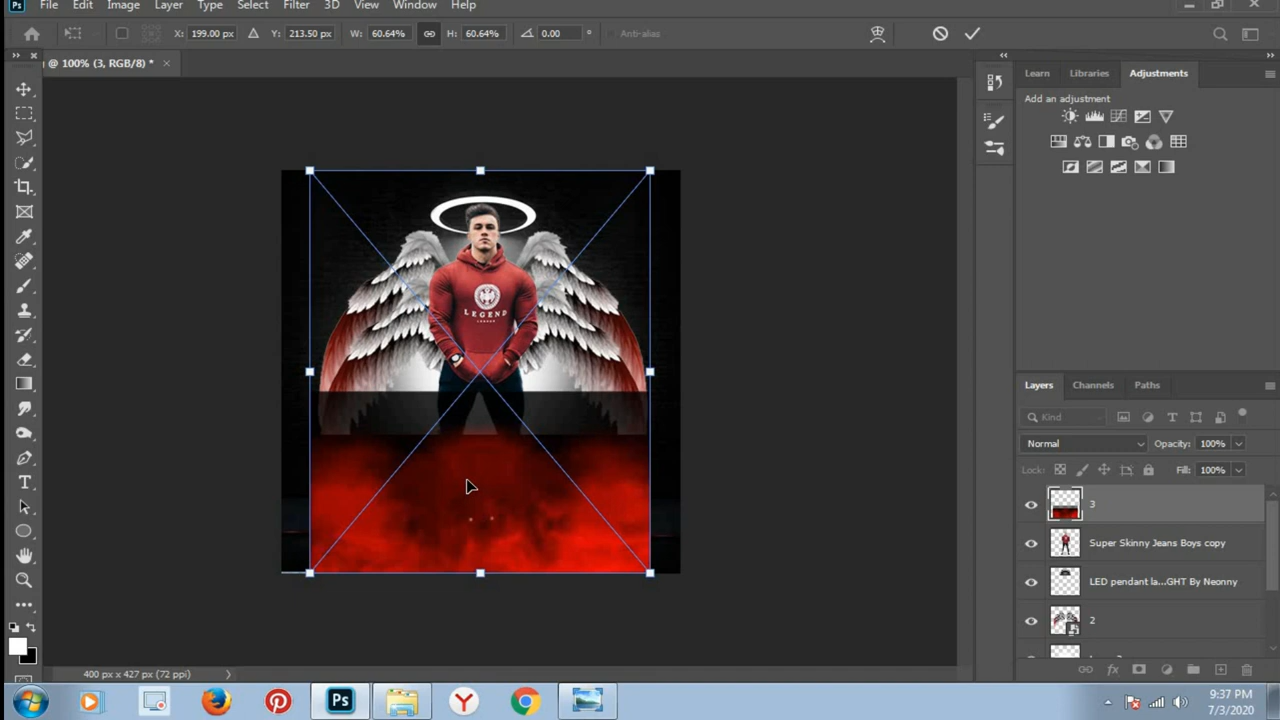 Ps File Edit Image Layer Type Select Filter 3D View Window Help
X: 199.00 px Y: 213.50 px W: 60.64% H: 60.64% 0.00 ° Anti-alias
@ 100% (3, RGB/8) * ×
Learn Libraries Adjustments
Add an adjustment
LEGEND
LONDON
Layers Channels Paths
Kind
Normal Opacity: 100%
Lock: Fill: 100%
3
Super Skinny Jeans Boys copy
LED pendant la...GHT By Neonny
2
T
400 px x 427 px (72 ppi)
Ps
9:37 PM
7/3/2020